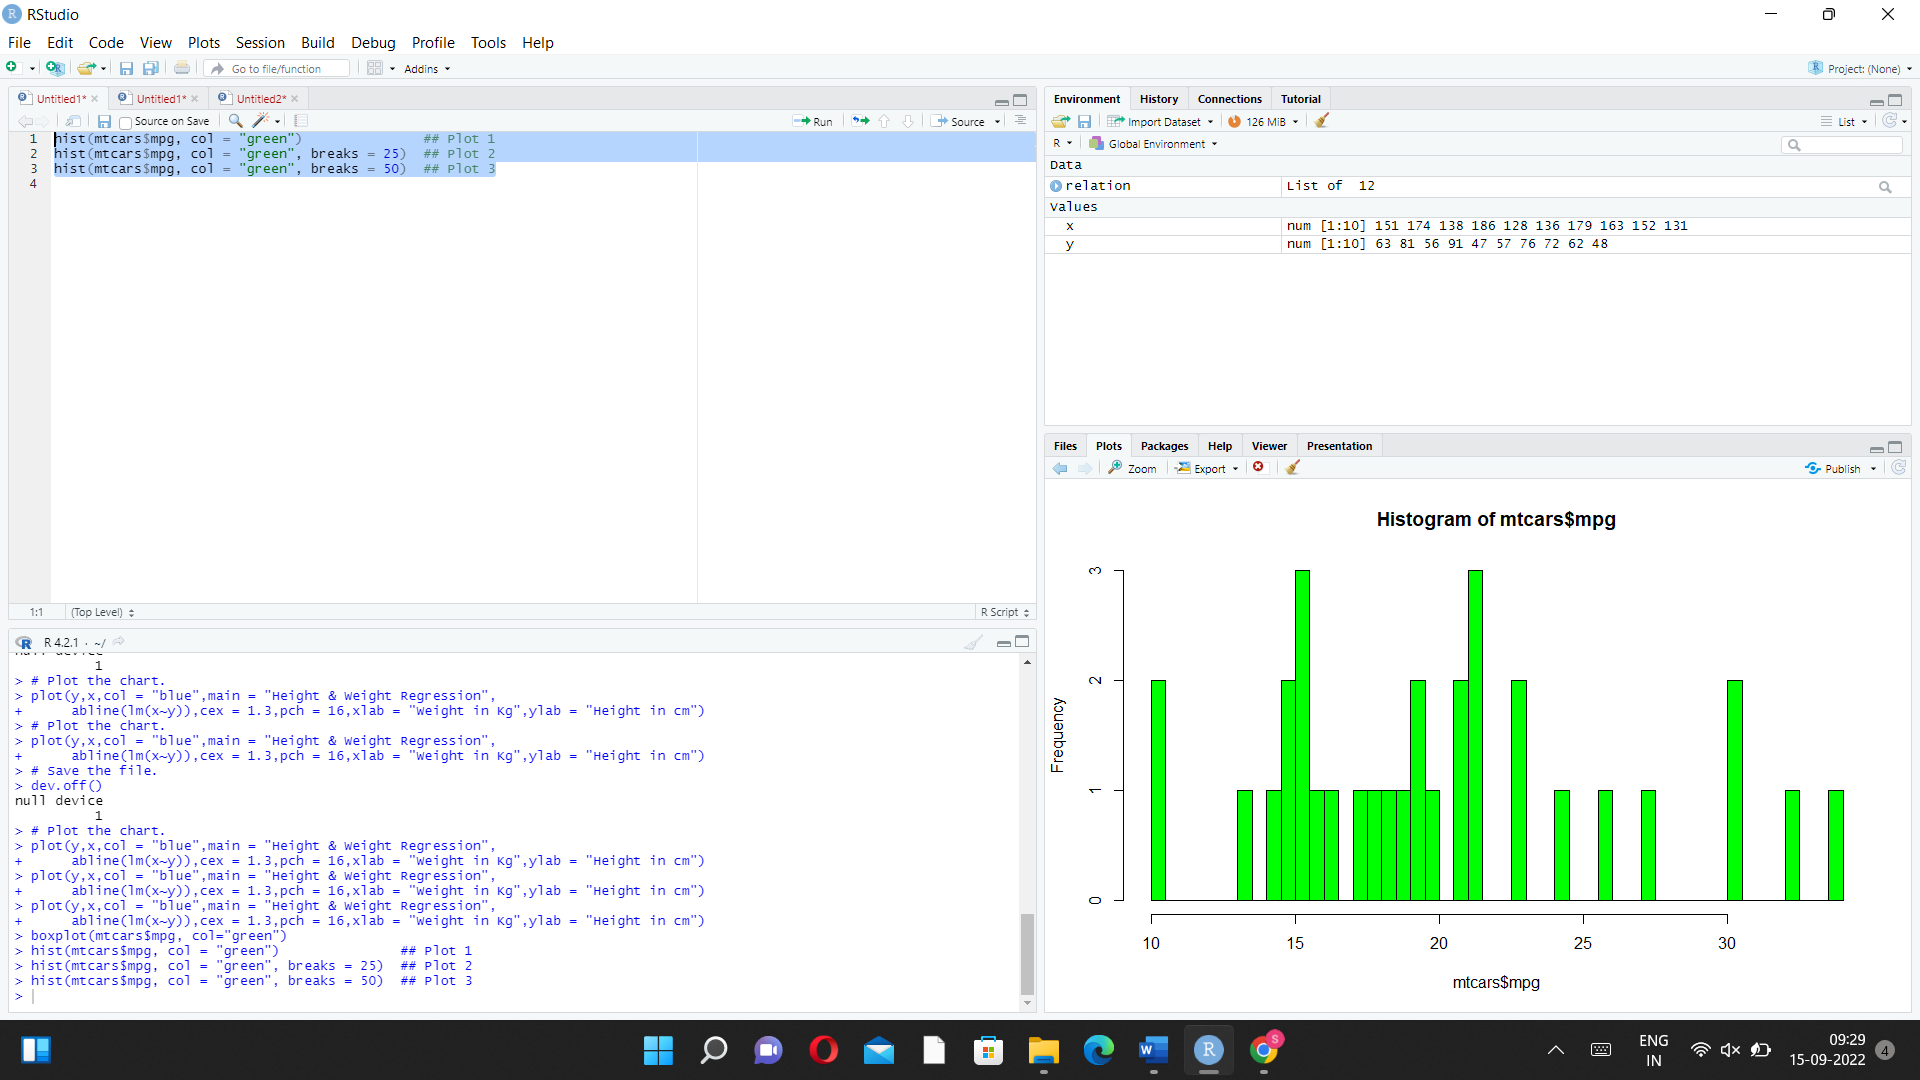 RStudio
File Edit Code View Plots Session Build Debug Profile Tools Help
Go to file/function Addins Project: (None)
Untitled1* Untitled1* Untitled2*
Source on Save Run Source
1 hist(mtcars$mpg, col = "green") ## Plot 1
2 hist(mtcars$mpg, col = "green", breaks = 25) ## Plot 2
3 hist(mtcars$mpg, col = "green", breaks = 50) ## Plot 3
4
1:1 (Top Level) R Script
R 4.2.1 · ~/
null device
1
> # Plot the chart.
> plot(y,x,col = "blue",main = "Height & Weight Regression",
+ abline(lm(x~y)),cex = 1.3,pch = 16,xlab = "Weight in Kg",ylab = "Height in cm")
> # Plot the chart.
> plot(y,x,col = "blue",main = "Height & Weight Regression",
+ abline(lm(x~y)),cex = 1.3,pch = 16,xlab = "Weight in Kg",ylab = "Height in cm")
> # Save the file.
> dev.off()
null device
1
> # Plot the chart.
> plot(y,x,col = "blue",main = "Height & Weight Regression",
+ abline(lm(x~y)),cex = 1.3,pch = 16,xlab = "Weight in Kg",ylab = "Height in cm")
> plot(y,x,col = "blue",main = "Height & Weight Regression",
+ abline(lm(x~y)),cex = 1.3,pch = 16,xlab = "Weight in Kg",ylab = "Height in cm")
> plot(y,x,col = "blue",main = "Height & Weight Regression",
+ abline(lm(x~y)),cex = 1.3,pch = 16,xlab = "Weight in Kg",ylab = "Height in cm")
> boxplot(mtcars$mpg, col="green")
> hist(mtcars$mpg, col = "green") ## Plot 1
> hist(mtcars$mpg, col = "green", breaks = 25) ## Plot 2
> hist(mtcars$mpg, col = "green", breaks = 50) ## Plot 3
>
Environment History Connections Tutorial
Import Dataset 126 MiB List
R Global Environment
Data
relation List of 12
Values
x num [1:10] 151 174 138 186 128 136 179 163 152 131
y num [1:10] 63 81 56 91 47 57 76 72 62 48
Files Plots Packages Help Viewer Presentation
Zoom Export Publish
Histogram of mtcars$mpg
Frequency
3
2
1
0
10 15 20 25 30
mtcars$mpg
ENG
IN
09:29
15-09-2022
4